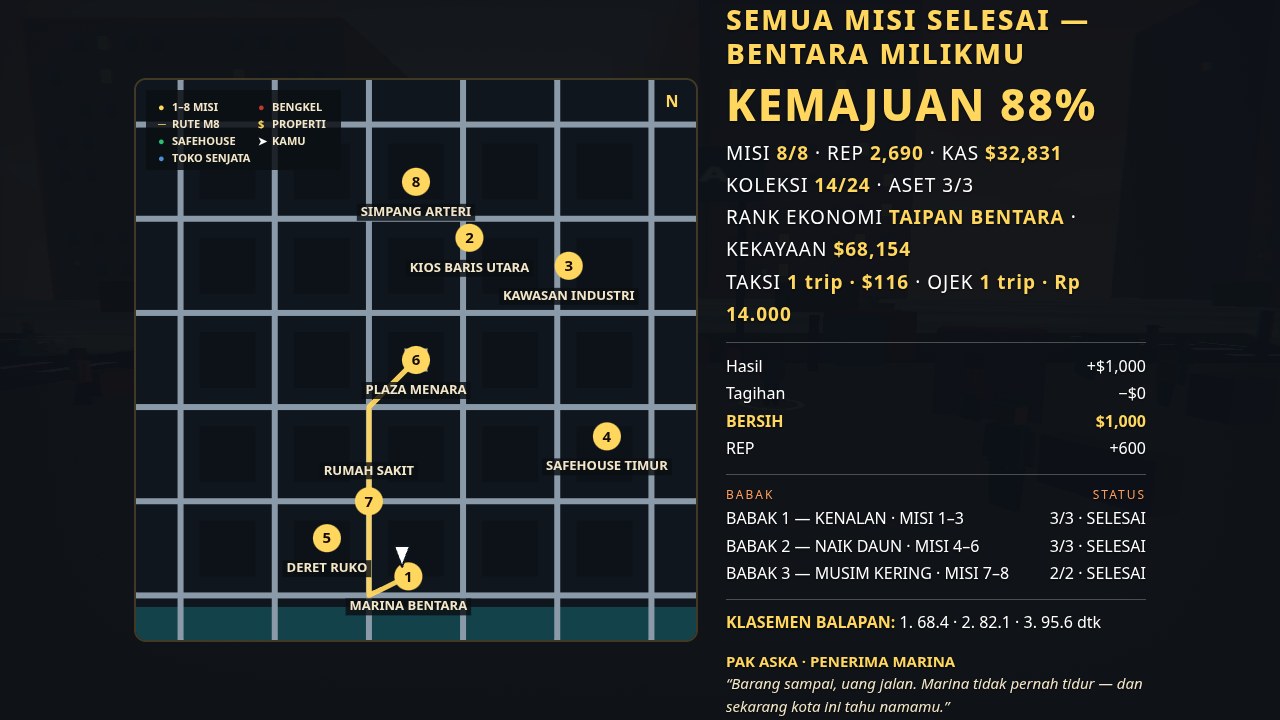 ● 1–8 MISI
─ RUTE M8
● SAFEHOUSE
● TOKO SENJATA
● BENGKEL
$ PROPERTI
➤ KAMU
N
8
SIMPANG ARTERI
2
KIOS BARIS UTARA
3
KAWASAN INDUSTRI
6
PLAZA MENARA
4
SAFEHOUSE TIMUR
RUMAH SAKIT
7
5
DERET RUKO
1
MARINA BENTARA
SEMUA MISI SELESAI —
BENTARA MILIKMU
KEMAJUAN 88%
MISI 8/8 · REP 2,690 · KAS $32,831
KOLEKSI 14/24 · ASET 3/3
RANK EKONOMI TAIPAN BENTARA ·
KEKAYAAN $68,154
TAKSI 1 trip · $116 · OJEK 1 trip · Rp
14.000
Hasil +$1,000
Tagihan −$0
BERSIH $1,000
REP +600
BABAK STATUS
BABAK 1 — KENALAN · MISI 1–3 3/3 · SELESAI
BABAK 2 — NAIK DAUN · MISI 4–6 3/3 · SELESAI
BABAK 3 — MUSIM KERING · MISI 7–8 2/2 · SELESAI
KLASEMEN BALAPAN: 1. 68.4 · 2. 82.1 · 3. 95.6 dtk
PAK ASKA · PENERIMA MARINA
“Barang sampai, uang jalan. Marina tidak pernah tidur — dan
sekarang kota ini tahu namamu.”